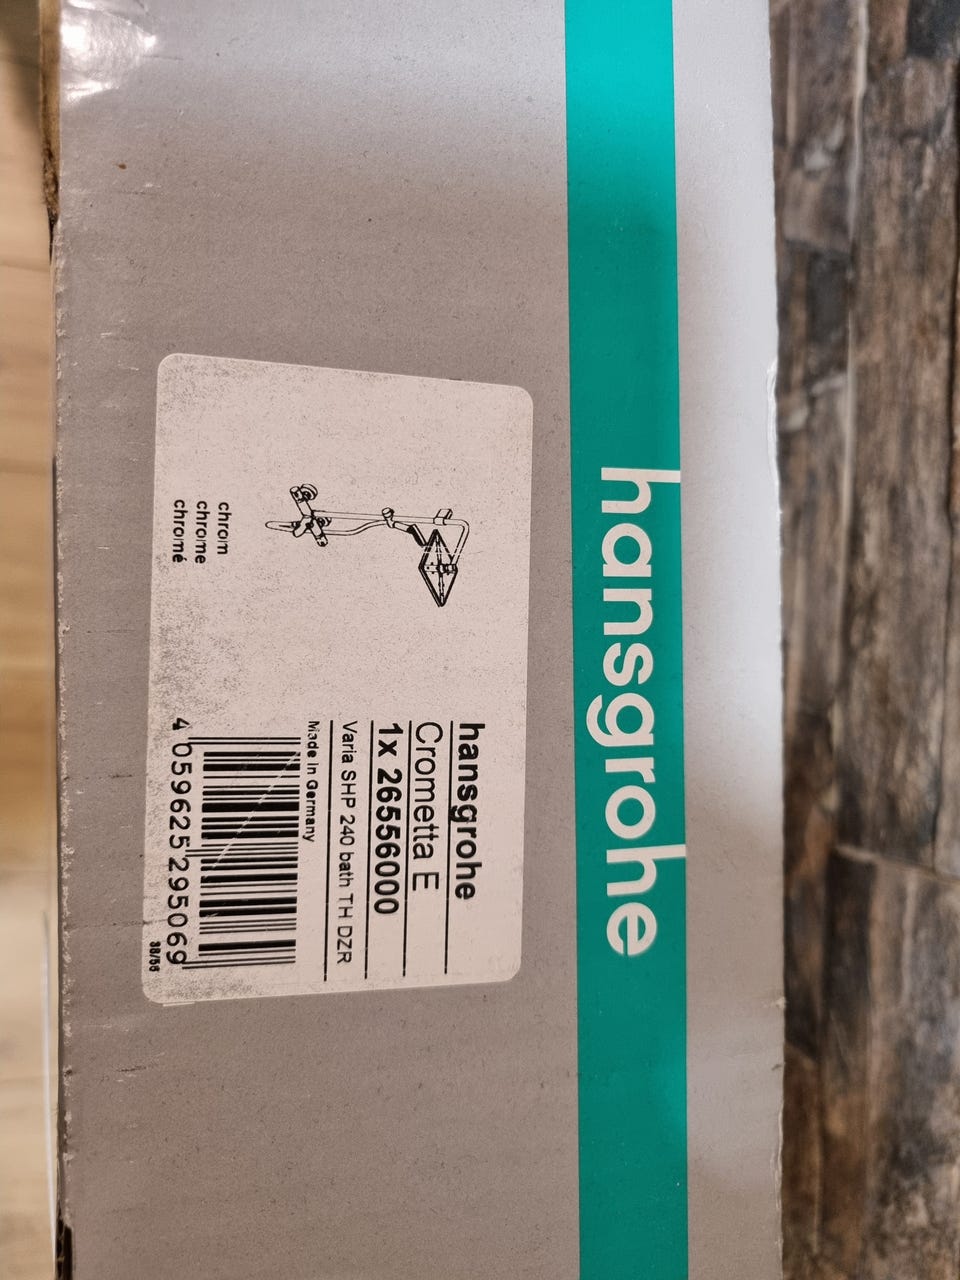 hansgrohe
hansgrohe
Crometta E
1x 26556000
Varia SHP 240 bath TH DZR
Made in Germany
4 059625 295069
chrom
chrome
chromé